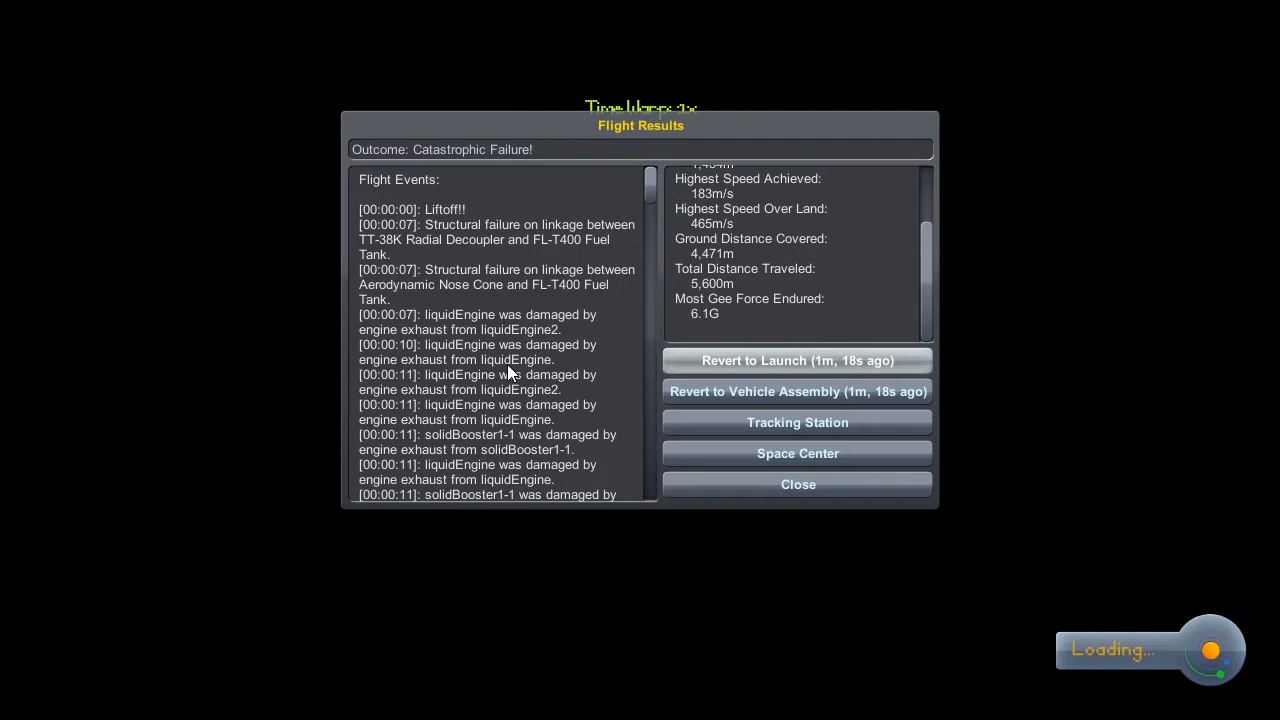 Time Warp: 1x
Flight Results
Outcome: Catastrophic Failure!
Flight Events:
[00:00:00]: Liftoff!!
[00:00:07]: Structural failure on linkage between
TT-38K Radial Decoupler and FL-T400 Fuel
Tank.
[00:00:07]: Structural failure on linkage between
Aerodynamic Nose Cone and FL-T400 Fuel
Tank.
[00:00:07]: liquidEngine was damaged by
engine exhaust from liquidEngine2.
[00:00:10]: liquidEngine was damaged by
engine exhaust from liquidEngine.
[00:00:11]: liquidEngine was damaged by
engine exhaust from liquidEngine2.
[00:00:11]: liquidEngine was damaged by
engine exhaust from liquidEngine.
[00:00:11]: solidBooster1-1 was damaged by
engine exhaust from solidBooster1-1.
[00:00:11]: liquidEngine was damaged by
engine exhaust from liquidEngine.
[00:00:11]: solidBooster1-1 was damaged by
Highest Speed Achieved:
183m/s
Highest Speed Over Land:
465m/s
Ground Distance Covered:
4,471m
Total Distance Traveled:
5,600m
Most Gee Force Endured:
6.1G
Revert to Launch (1m, 18s ago)
Revert to Vehicle Assembly (1m, 18s ago)
Tracking Station
Space Center
Close
Loading...